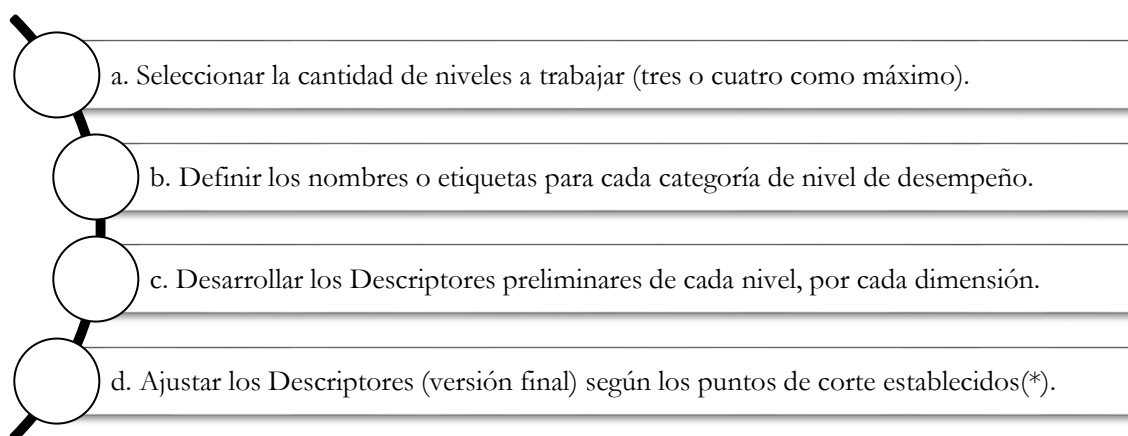 a. Seleccionar la cantidad de niveles a trabajar (tres o cuatro como máximo).
b. Definir los nombres o etiquetas para cada categoría de nivel de desempeño.
c. Desarrollar los Descriptores preliminares de cada nivel, por cada dimensión.
d. Ajustar los Descriptores (versión final) según los puntos de corte establecidos(*).